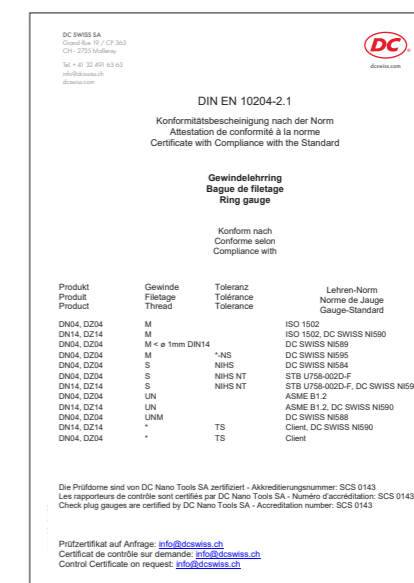 DC SWISS SA
Grand-Rue 19 / CP 363
CH - 2735 Malleray
Tel. + 41 32 491 63 63
info@dcswiss.ch
dcswiss.com
DC
dcswiss.com
DIN EN 10204-2.1
Konformitätsbescheinigung nach der Norm
Attestation de conformité à la norme
Certificate with Compliance with the Standard
Gewindelehrring
Bague de filetage
Ring gauge
Konform nach
Conforme selon
Compliance with
Produkt Gewinde Toleranz Lehren-Norm
Produit Filetage Tolérance Norme de Jauge
Product Thread Tolerance Gauge-Standard
DN04, DZ04 M ISO 1502
DN14, DZ14 M ISO 1502, DC SWISS NI590
DN04, DZ04 M < ø 1mm DIN14 DC SWISS NI589
DN04, DZ04 M *-NS DC SWISS NI595
DN04, DZ04 S NIHS DC SWISS NI584
DN04, DZ04 S NIHS NT STB U758-002D-F
DN14, DZ14 S NIHS NT STB U758-002D-F, DC SWISS NI59
DN04, DZ04 UN ASME B1.2
DN14, DZ14 UN ASME B1.2, DC SWISS NI590
DN04, DZ04 UNM DC SWISS NI588
DN14, DZ14 * TS Client, DC SWISS NI590
DN04, DZ04 * TS Client
Die Prüfdorne sind von DC Nano Tools SA zertifiziert - Akkreditierungsnummer: SCS 0143
Les rapporteurs de contrôle sont certifiés par DC Nano Tools SA - Numéro d'accréditation: SCS 0143
Check plug gauges are certified by DC Nano Tools SA - Accreditation number: SCS 0143
Prüfzertifikat auf Anfrage: info@dcswiss.ch
Certificat de contrôle sur demande: info@dcswiss.ch
Control Certificate on request: info@dcswiss.ch